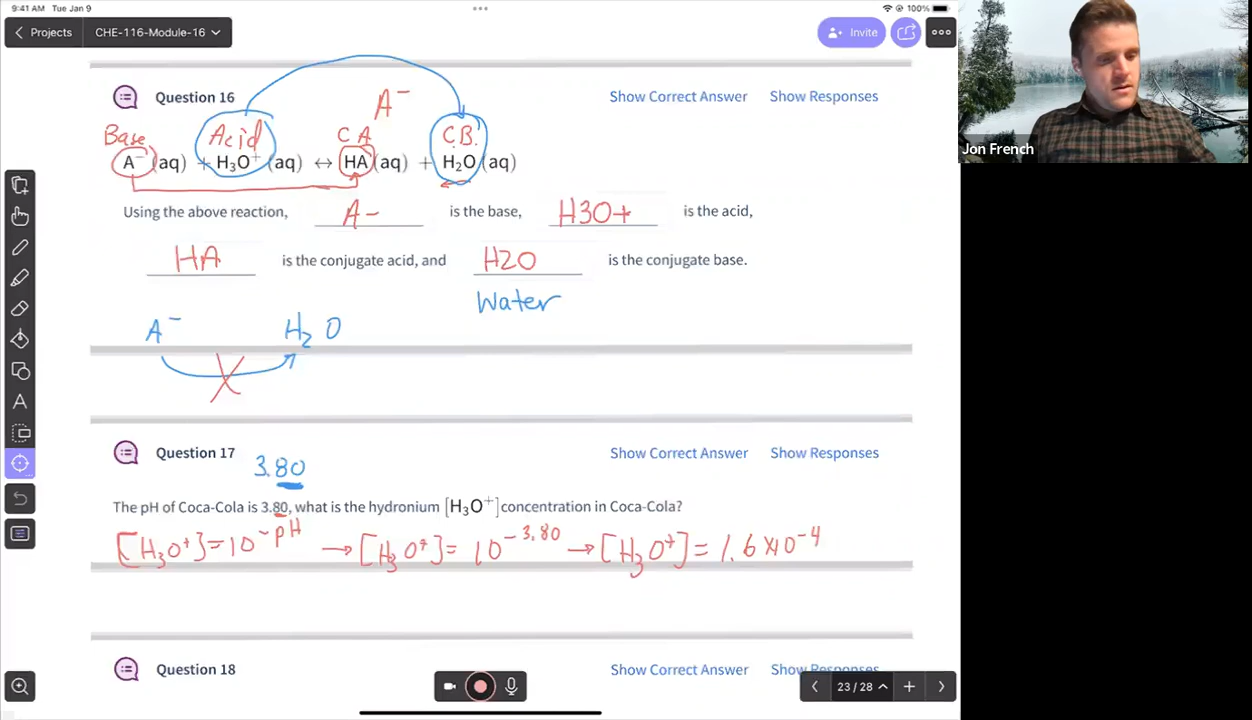 9:41 AM Tue Jan 9
100%
Projects
CHE-116-Module-16
Invite
Jon French
Question 16
Show Correct Answer
Show Responses
A⁻
Base
Acid
CA
C.B.
A⁻ (aq) + H₃O⁺ (aq) ↔ HA(aq) + H₂O(aq)
Using the above reaction, A- is the base, H3O+ is the acid,
HA is the conjugate acid, and H2O is the conjugate base.
Water
A⁻ H₂O
X
Question 17
Show Correct Answer
Show Responses
3.80
The pH of Coca-Cola is 3.80, what is the hydronium [H₃O⁺] concentration in Coca-Cola?
[H₃O⁺]=10⁻ᵖᴴ → [H₃O⁺]= 10⁻³·⁸⁰ → [H₃O⁺]= 1.6×10⁻⁴
Question 18
Show Correct Answer
Show Responses
23 / 28